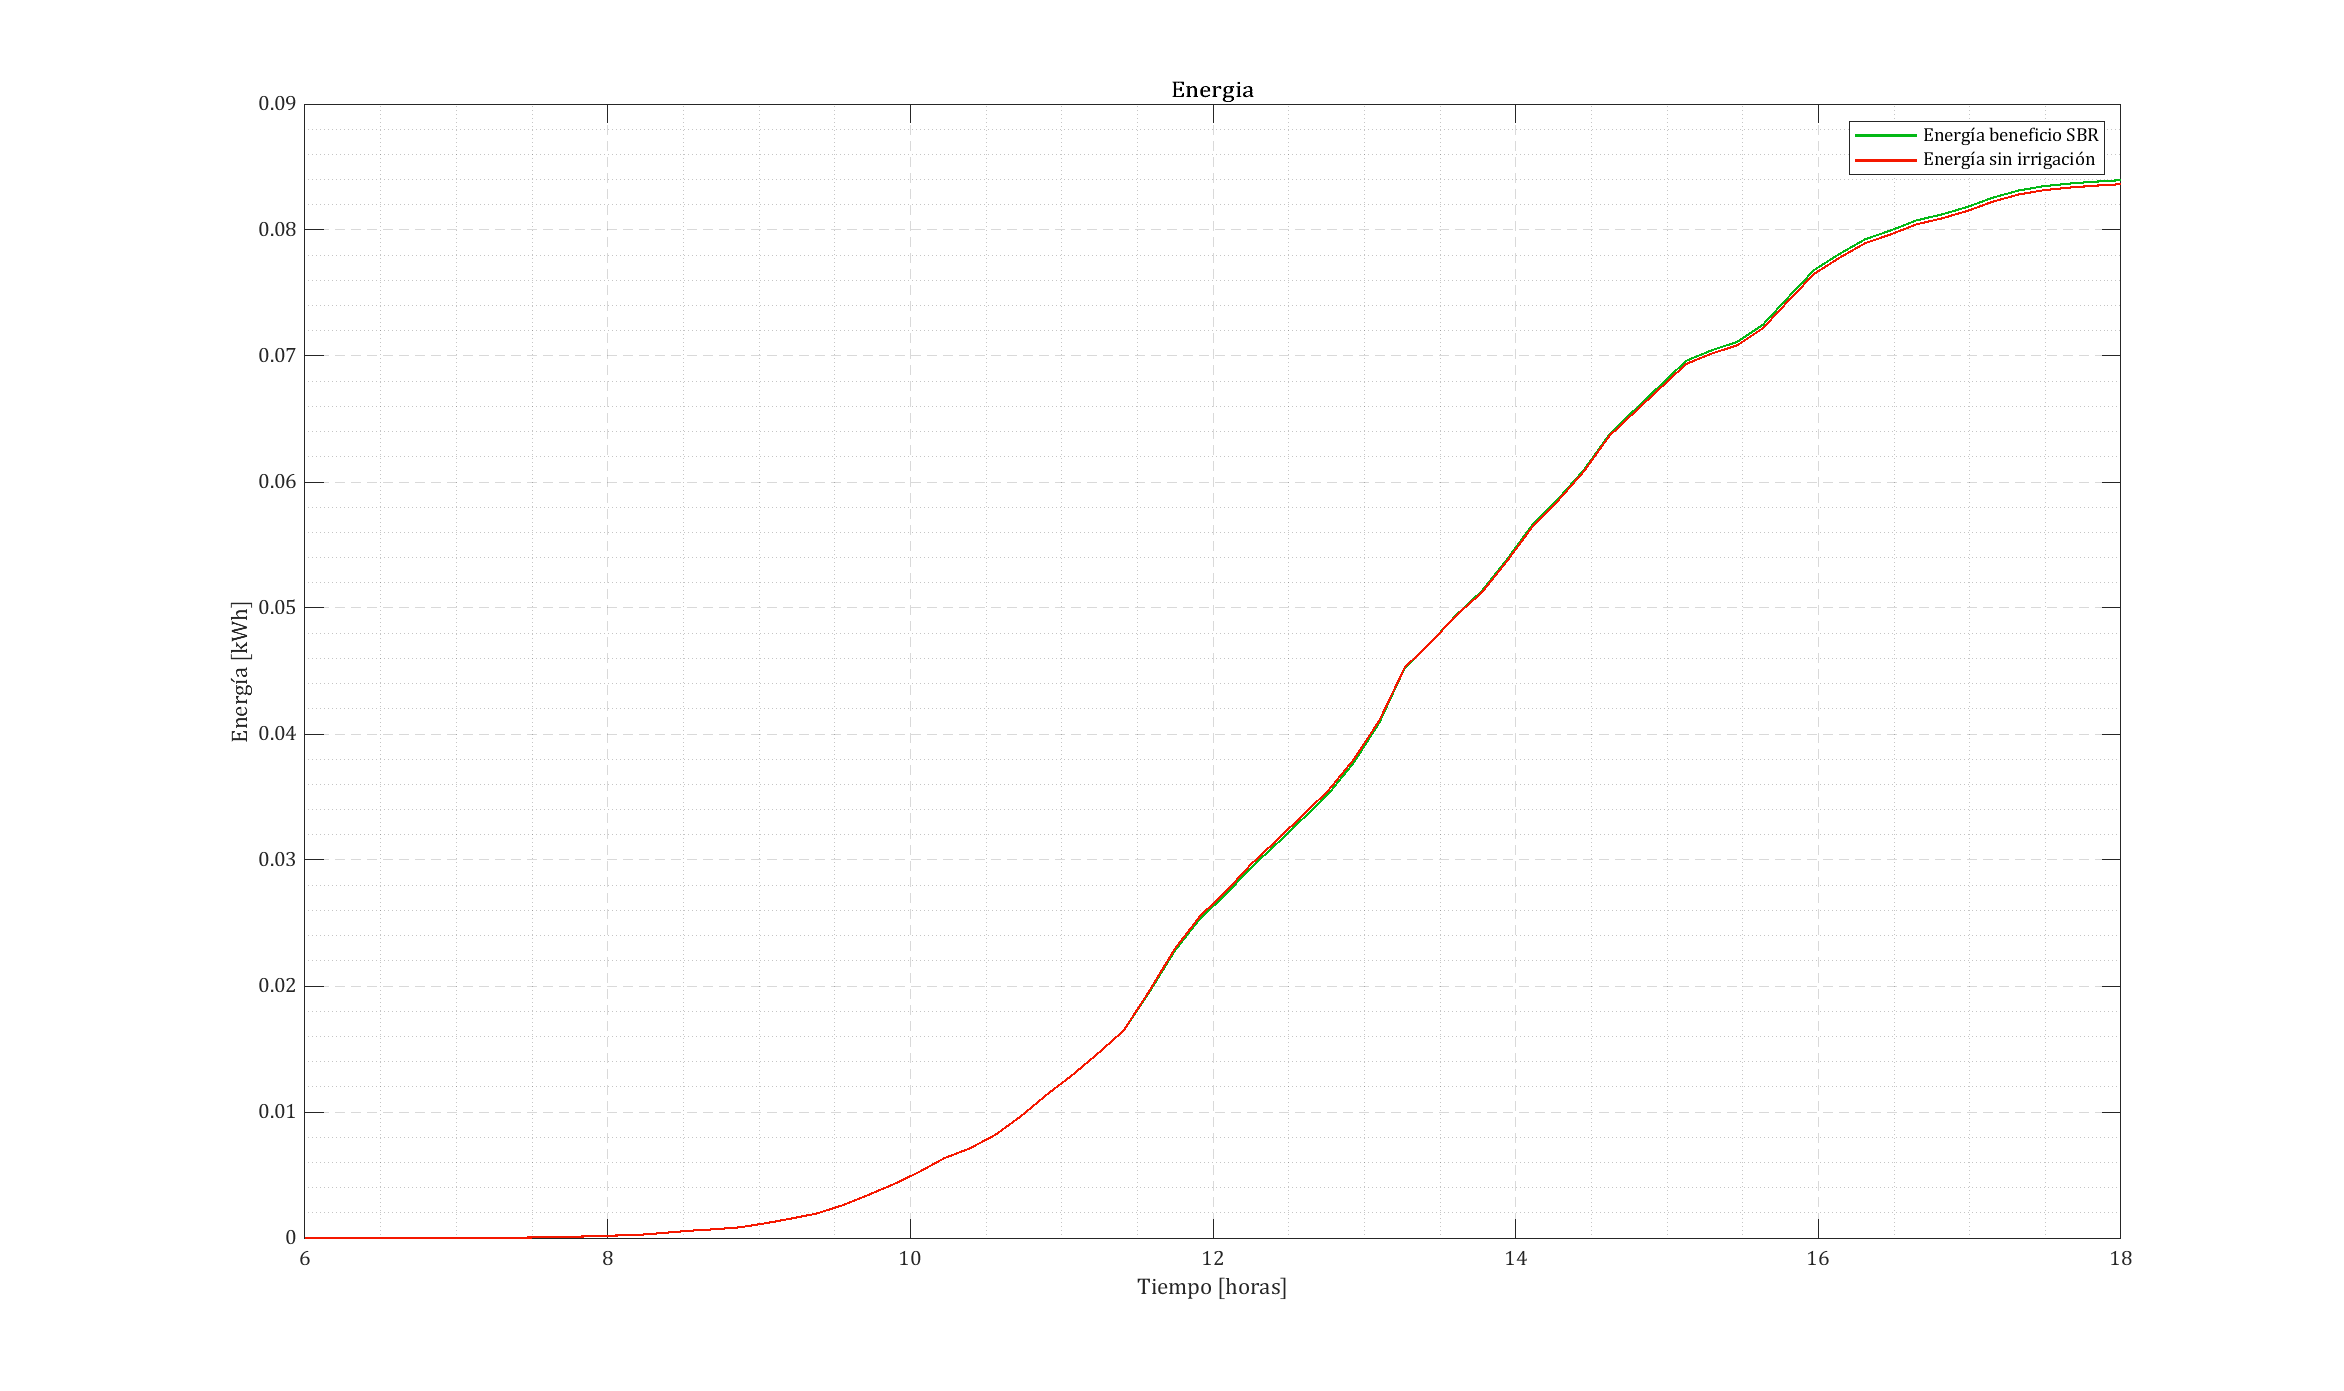 Energia
0.09
0.08
0.07
0.06
0.05
0.04
0.03
0.02
0.01
0
Energía [kWh]
Energía beneficio SBR
Energía sin irrigación
6 8 10 12 14 16 18
Tiempo [horas]